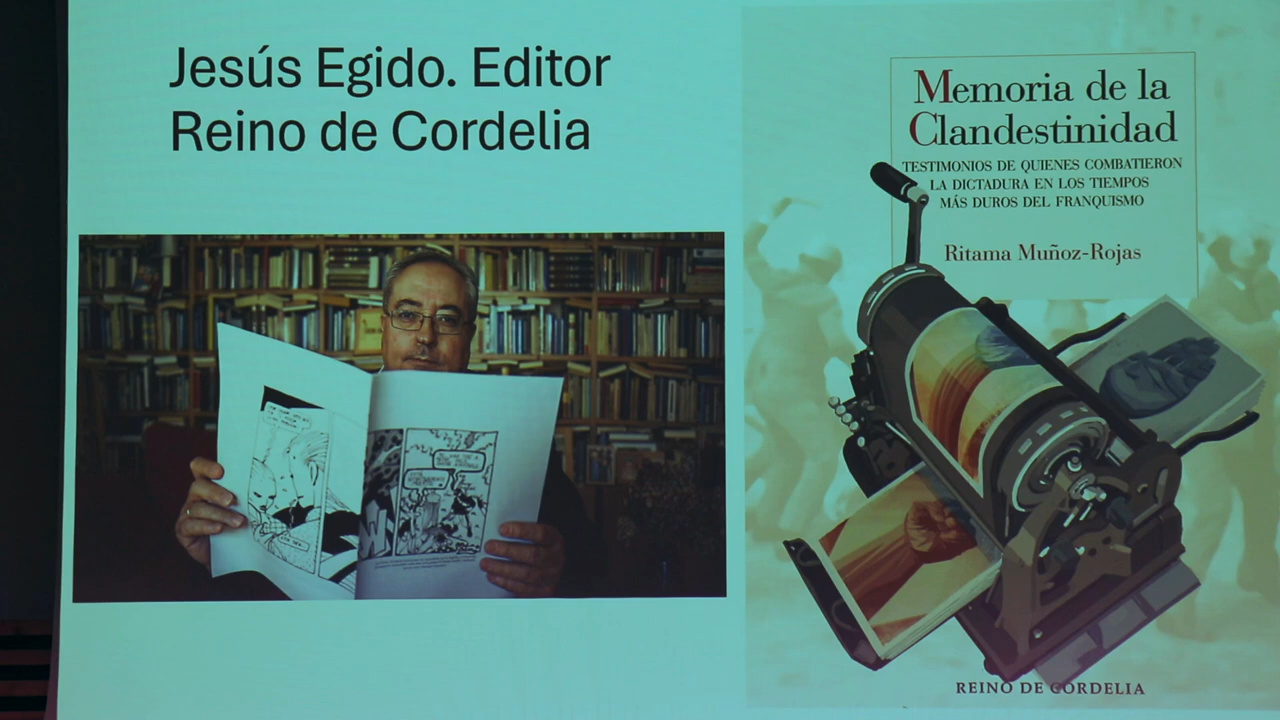 Jesús Egido. Editor
Reino de Cordelia
Memoria de la
Clandestinidad
TESTIMONIOS DE QUIENES COMBATIERON
LA DICTADURA EN LOS TIEMPOS
MÁS DUROS DEL FRANQUISMO
Ritama Muñoz-Rojas
REINO DE CORDELIA